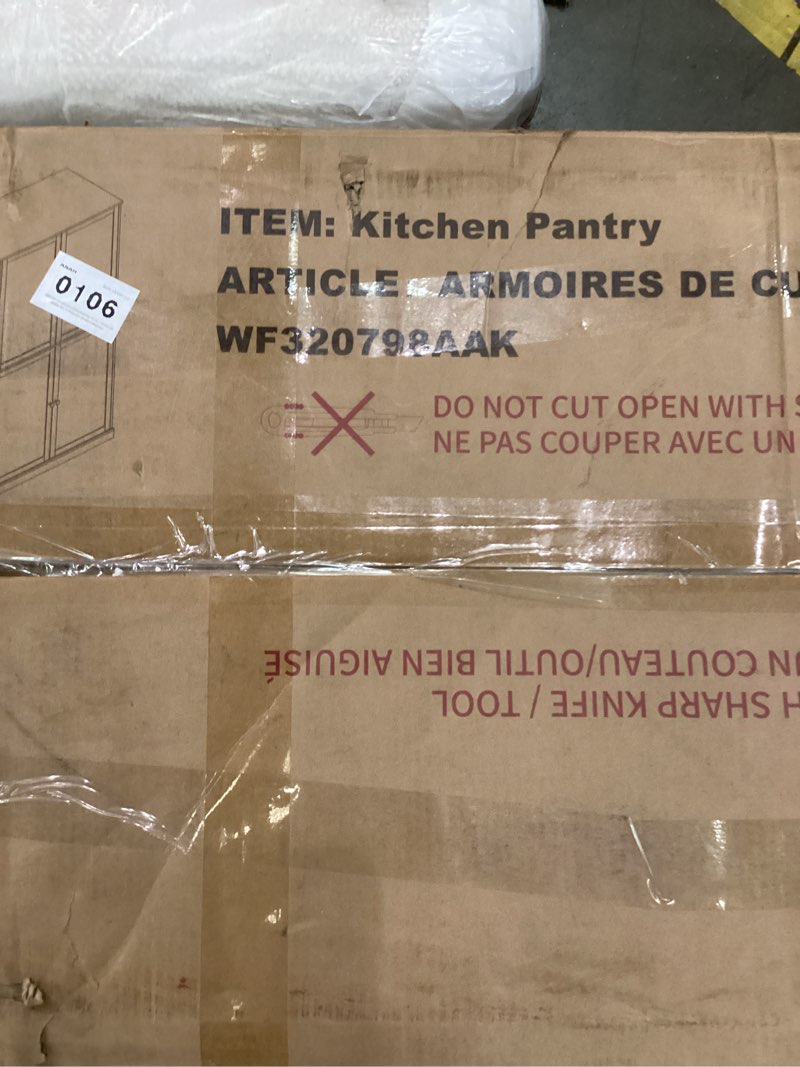 ITEM: Kitchen Pantry
ARTICLE : ARMOIRES DE CU
WF320798AAK
0106
DO NOT CUT OPEN WITH S
NE PAS COUPER AVEC UN
UN COUTEAU/OUTIL BIEN AIGUISÉ
H SHARP KNIFE / TOOL